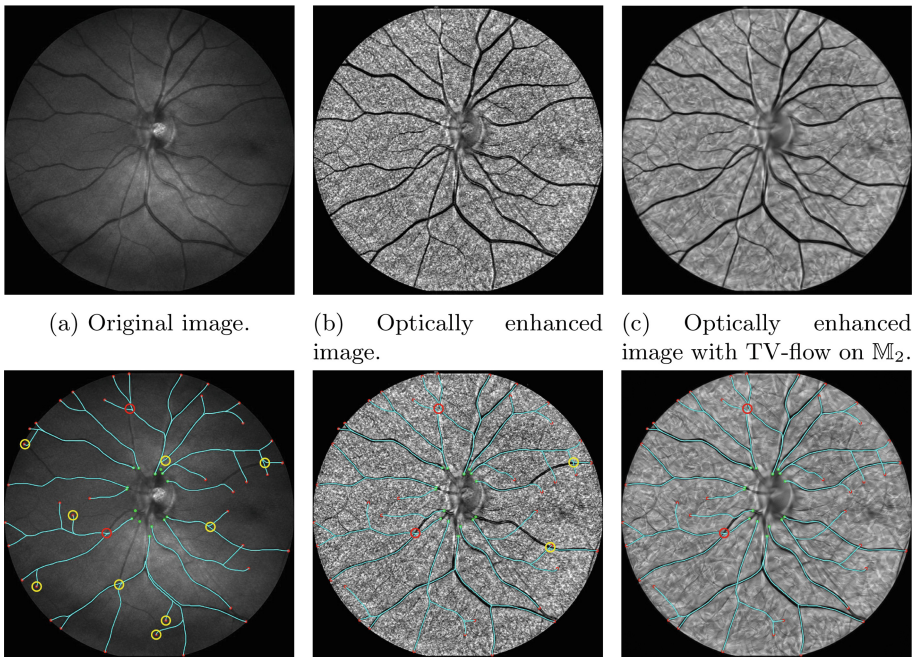 (a) Original image.
(b) Optically enhanced
image.
(c) Optically enhanced
image with TV-flow on 𝕄₂.